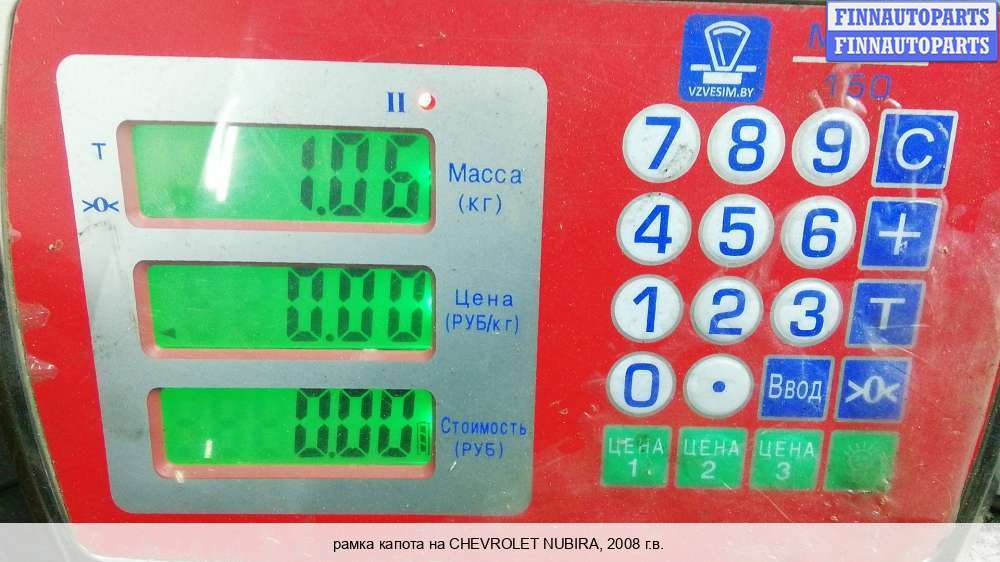 FINNAUTOPARTS
FINNAUTOPARTS
VZVESIM.BY
150
II
T
>0<
1.06
Масса
(кг)
0.00
Цена
(РУБ/кг)
0.00
Стоимость
(РУБ)
7 8 9 C
4 5 6 +
1 2 3 T
0 . Ввод >0<
ЦЕНА 1
ЦЕНА 2
ЦЕНА 3
рамка капота на CHEVROLET NUBIRA, 2008 г.в.